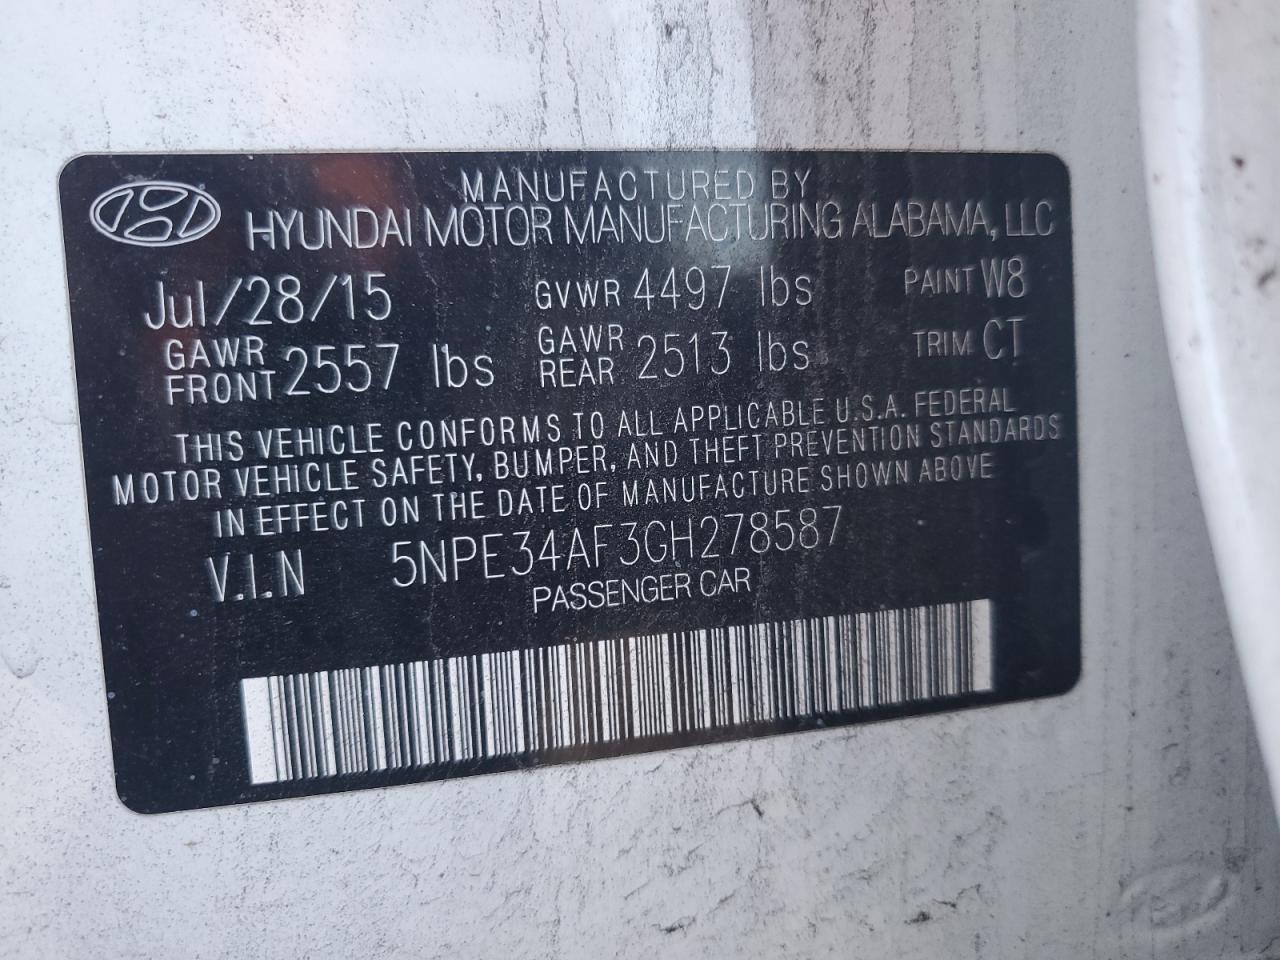 MANUFACTURED BY
HYUNDAI MOTOR MANUFACTURING ALABAMA, LLC
Jul/28/15 GVWR 4497 lbs PAINT W8
GAWR FRONT 2557 lbs GAWR REAR 2513 lbs TRIM CT
THIS VEHICLE CONFORMS TO ALL APPLICABLE U.S.A. FEDERAL
MOTOR VEHICLE SAFETY, BUMPER, AND THEFT PREVENTION STANDARDS
IN EFFECT ON THE DATE OF MANUFACTURE SHOWN ABOVE
V.I.N 5NPE34AF3GH278587
PASSENGER CAR